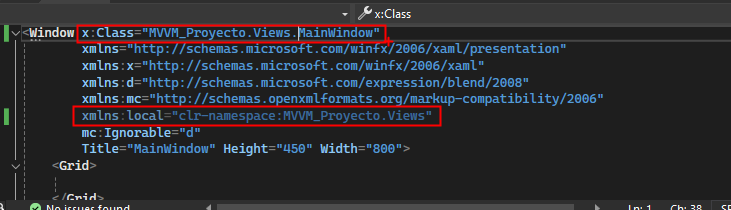 x:Class
<Window x:Class="MVVM_Proyecto.Views.MainWindow"
xmlns="http://schemas.microsoft.com/winfx/2006/xaml/presentation"
xmlns:x="http://schemas.microsoft.com/winfx/2006/xaml"
xmlns:d="http://schemas.microsoft.com/expression/blend/2008"
xmlns:mc="http://schemas.openxmlformats.org/markup-compatibility/2006"
xmlns:local="clr-namespace:MVVM_Proyecto.Views"
mc:Ignorable="d"
Title="MainWindow" Height="450" Width="800">
<Grid>
</Grid>
No issues found
Ln: 1 Ch: 38